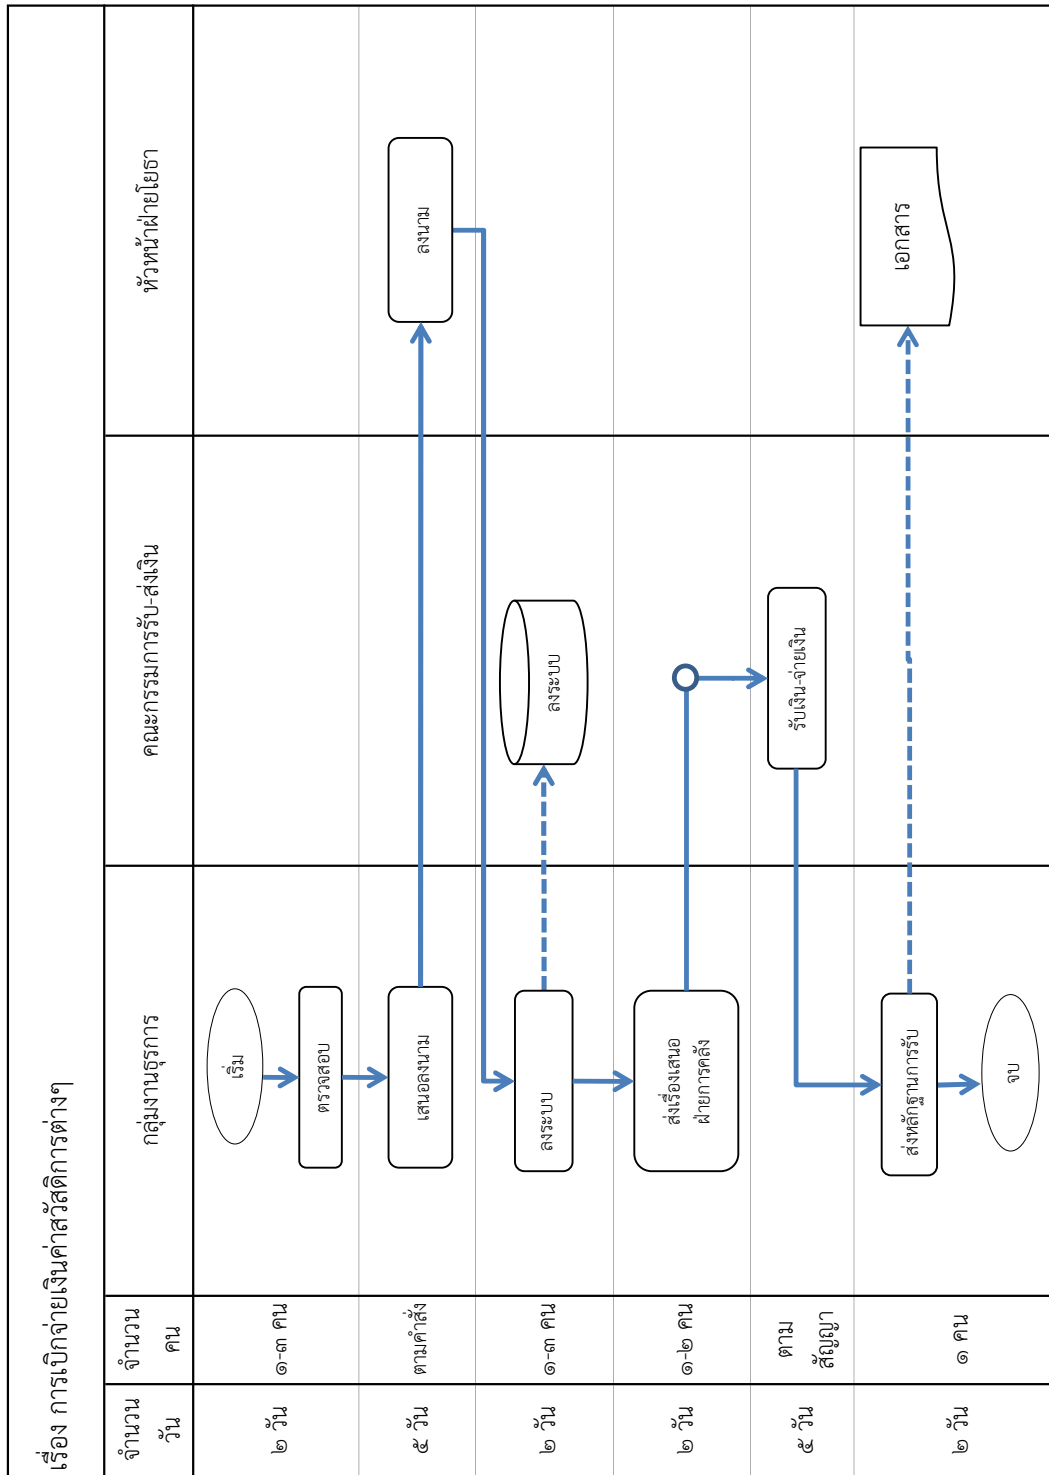 เรื่อง การเบิกจ่ายเงินค่าสวัสดิการต่างๆ
จำนวน
วัน
จำนวน
คน
กลุ่มงานธุรการ
คณะกรรมการรับ-ส่งเงิน
หัวหน้าฝ่ายโยธา
๒ วัน
๑-๓ คน
เริ่ม
ตรวจสอบ
๕ วัน
ตามคำสั่ง
เสนอลงนาม
ลงนาม
๒ วัน
๑-๓ คน
ลงระบบ
ลงระบบ
๒ วัน
๑-๒ คน
ส่งเรื่องเสนอ
ฝ่ายการคลัง
๕ วัน
ตาม
สัญญา
รับเงิน-จ่ายเงิน
๒ วัน
๑ คน
ส่งหลักฐานการรับ
เอกสาร
จบ